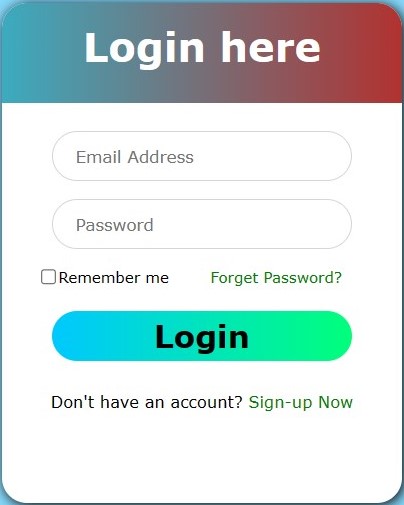 Login here
Email Address
Password
Remember me Forget Password?
Login
Don't have an account? Sign-up Now